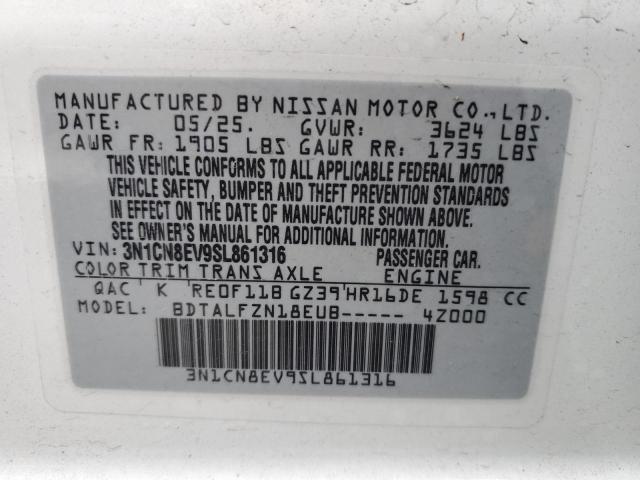 MANUFACTURED BY NISSAN MOTOR CO., LTD.
DATE: 05/25. GVWR: 3624 LBS
GAWR FR: 1905 LBS GAWR RR: 1735 LBS
THIS VEHICLE CONFORMS TO ALL APPLICABLE FEDERAL MOTOR
VEHICLE SAFETY, BUMPER AND THEFT PREVENTION STANDARDS
IN EFFECT ON THE DATE OF MANUFACTURE SHOWN ABOVE.
SEE OWNER'S MANUAL FOR ADDITIONAL INFORMATION.
VIN: 3N1CN8EV9SL861316 PASSENGER CAR.
COLOR TRIM TRANS AXLE ENGINE
QAC K RE0F11B GZ39 HR16DE 1598 CC
MODEL: BDTALFZN18EUB----- 4Z000
3N1CN8EV9SL861316